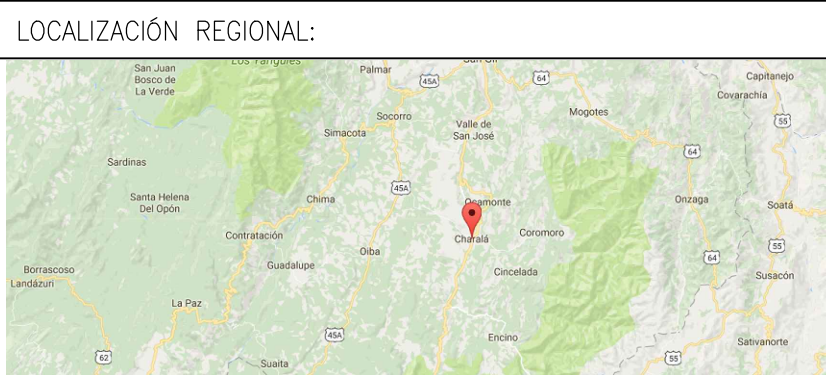 LOCALIZACIÓN REGIONAL:
Los Yariguíes
San Gil
San Juan
Bosco de
La Verde
Palmar
45A
64
Capitanejo
Covarachía
Socorro
Mogotes
55
Simacota
Valle de
San José
64
Sardinas
45A
Santa Helena
Del Opón
Chima
Ocamonte
Onzaga
Soatá
Contratación
Charalá
Coromoro
55
Oiba
64
Guadalupe
Cincelada
Borrascoso
Landázuri
Susacón
La Paz
45A
Encino
Sativanorte
62
55
Suaita